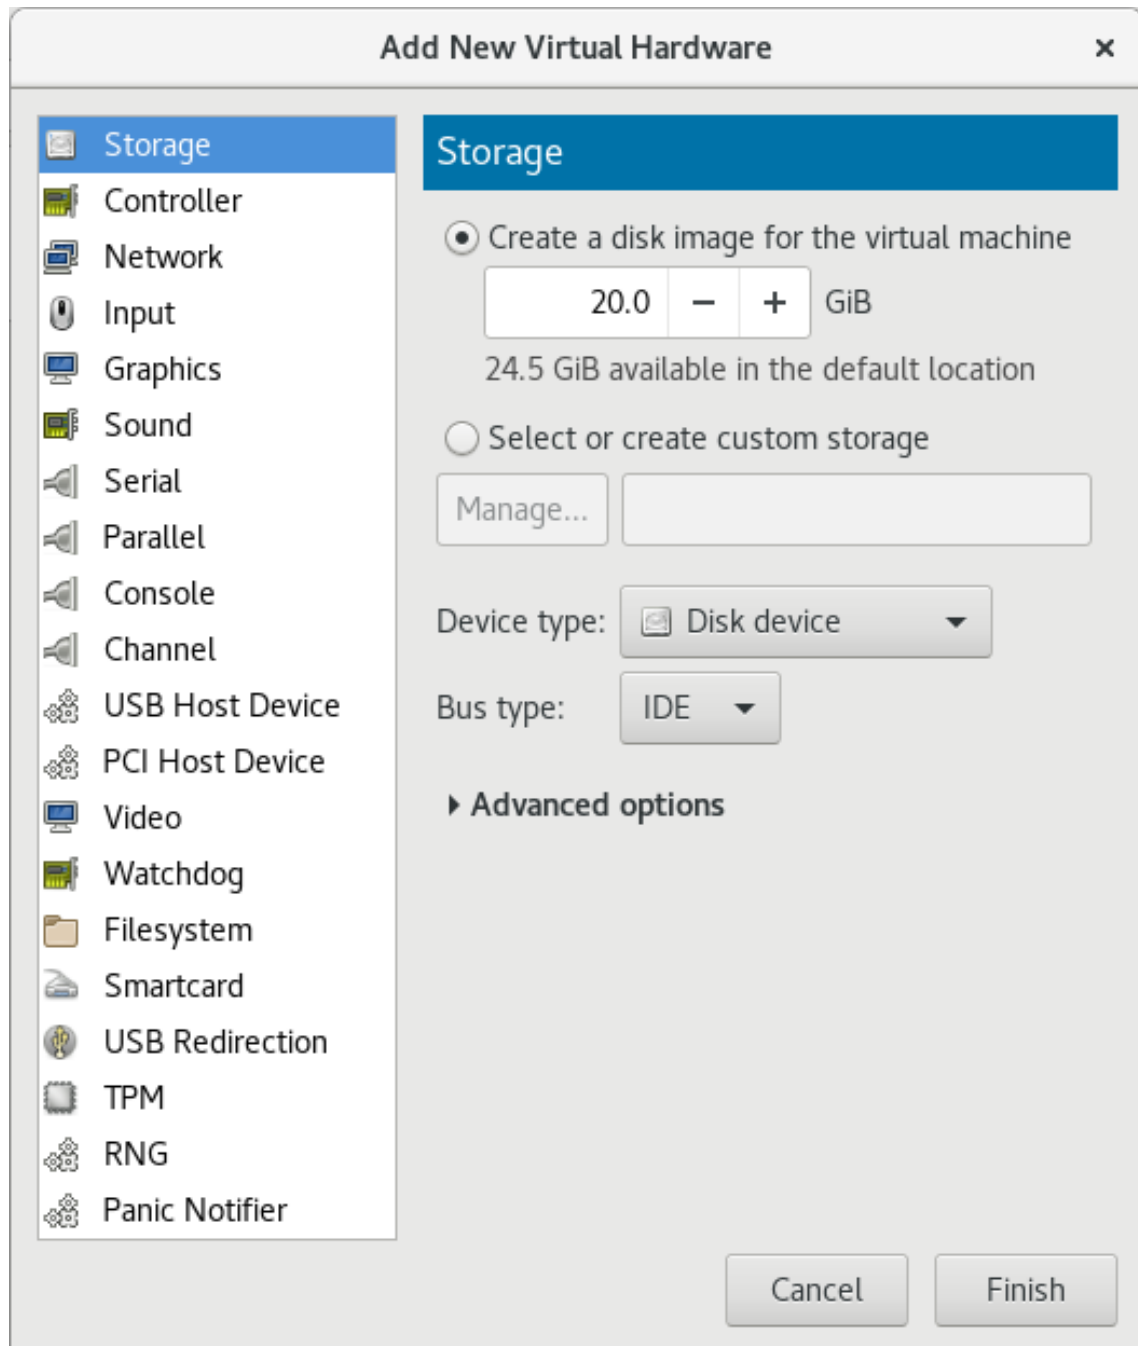 Add New Virtual Hardware
Storage
Controller
Network
Input
Graphics
Sound
Serial
Parallel
Console
Channel
USB Host Device
PCI Host Device
Video
Watchdog
Filesystem
Smartcard
USB Redirection
TPM
RNG
Panic Notifier
Storage
Create a disk image for the virtual machine
20.0 − + GiB
24.5 GiB available in the default location
Select or create custom storage
Manage...
Device type: Disk device
Bus type: IDE
Advanced options
Cancel Finish